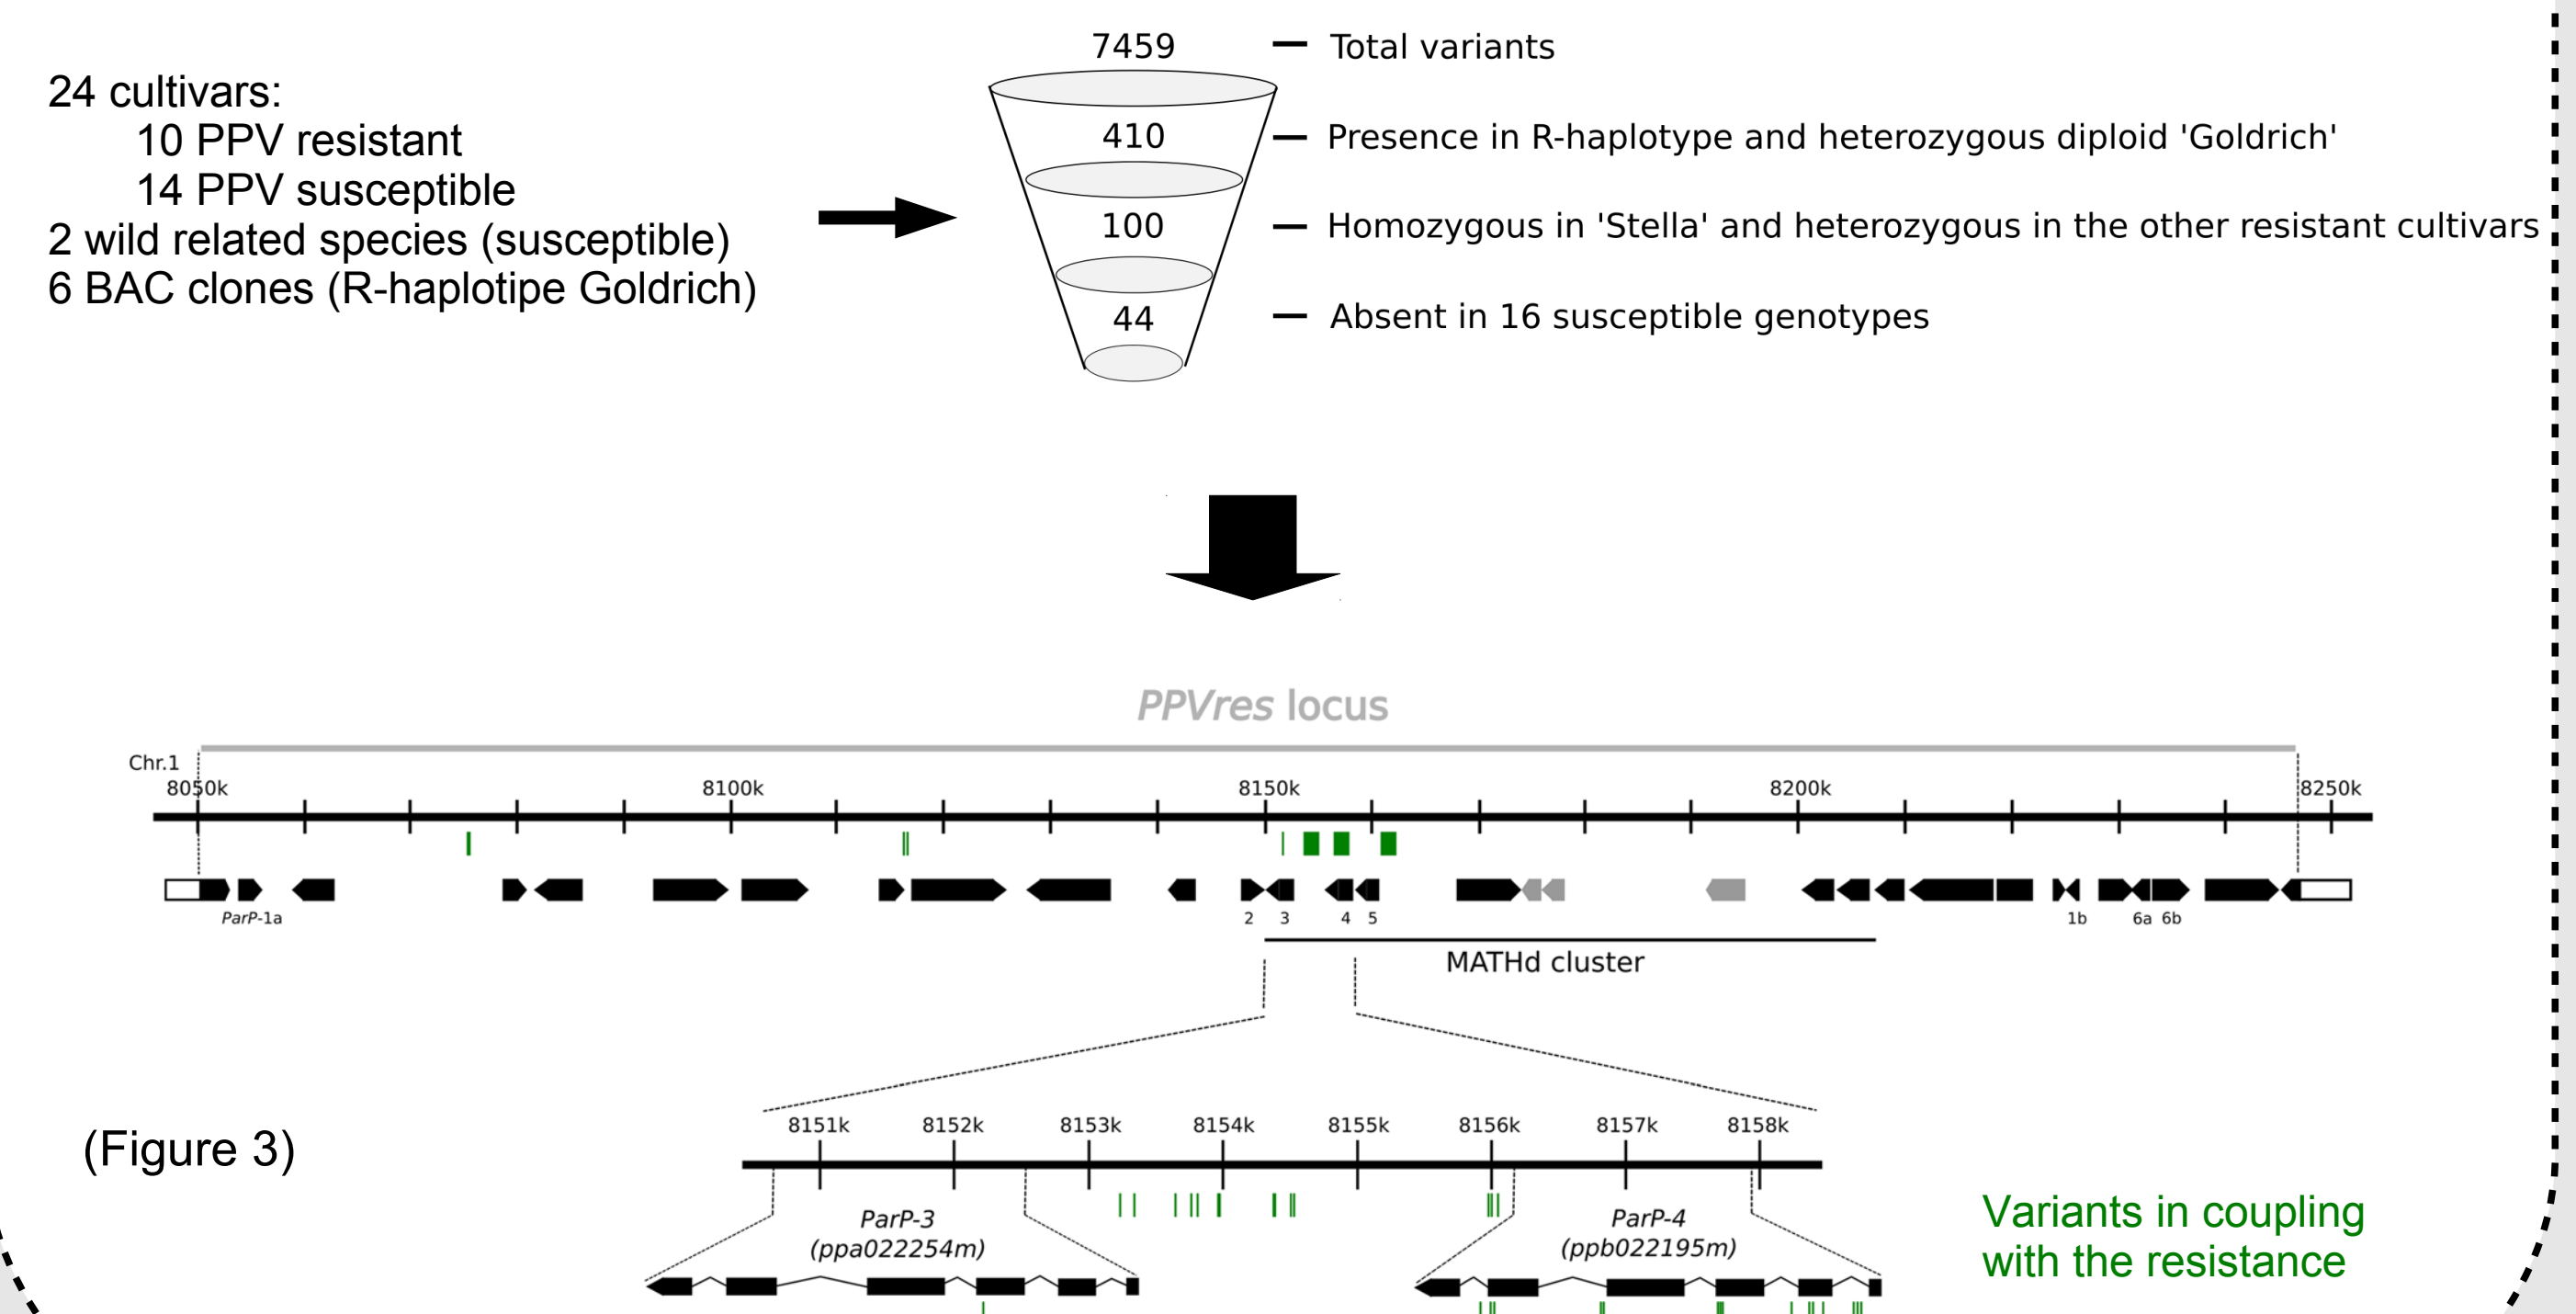 24 cultivars:
10 PPV resistant
14 PPV susceptible
2 wild related species (susceptible)
6 BAC clones (R-haplotipe Goldrich)
7459 — Total variants
410 — Presence in R-haplotype and heterozygous diploid 'Goldrich'
100 — Homozygous in 'Stella' and heterozygous in the other resistant cultivars
44 — Absent in 16 susceptible genotypes
PPVres locus
Chr.1
8050k 8100k 8150k 8200k 8250k
ParP-1a 2 3 4 5 1b 6a 6b
MATHd cluster
8151k 8152k 8153k 8154k 8155k 8156k 8157k 8158k
(Figure 3)
ParP-3
(ppa022254m)
ParP-4
(ppb022195m)
Variants in coupling
with the resistance